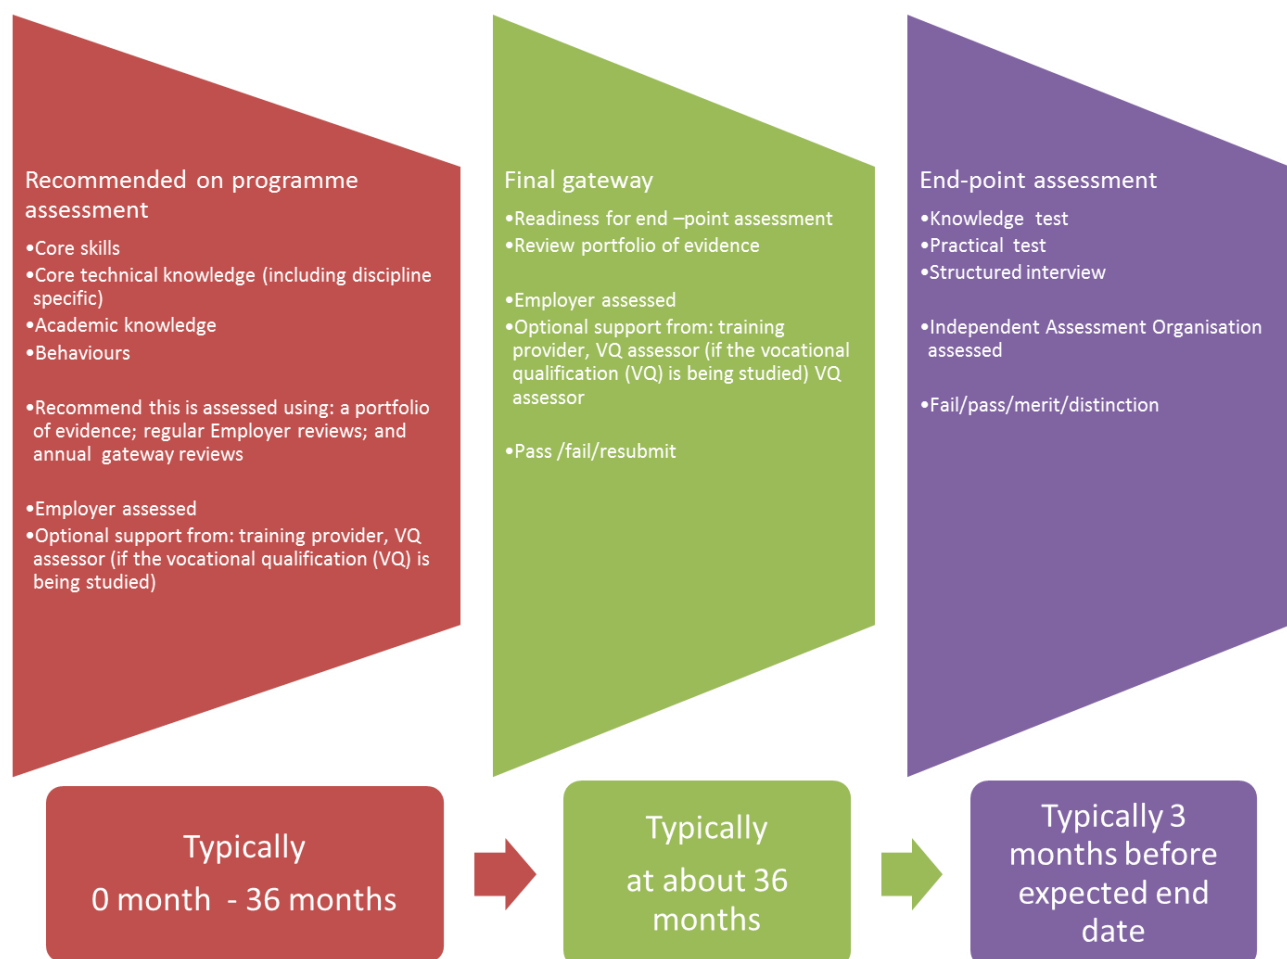 Recommended on programme
assessment
•Core skills
•Core technical knowledge (including discipline
specific)
•Academic knowledge
•Behaviours
•Recommend this is assessed using: a portfolio
of evidence; regular Employer reviews; and
annual gateway reviews
•Employer assessed
•Optional support from: training provider, VQ
assessor (if the vocational qualification (VQ) is
being studied)
Typically
0 month - 36 months
Final gateway
•Readiness for end –point assessment
•Review portfolio of evidence
•Employer assessed
•Optional support from: training
provider, VQ assessor (if the vocational
qualification (VQ) is being studied) VQ
assessor
•Pass /fail/resubmit
Typically
at about 36
months
End-point assessment
•Knowledge test
•Practical test
•Structured interview
•Independent Assessment Organisation
assessed
•Fail/pass/merit/distinction
Typically 3
months before
expected end
date